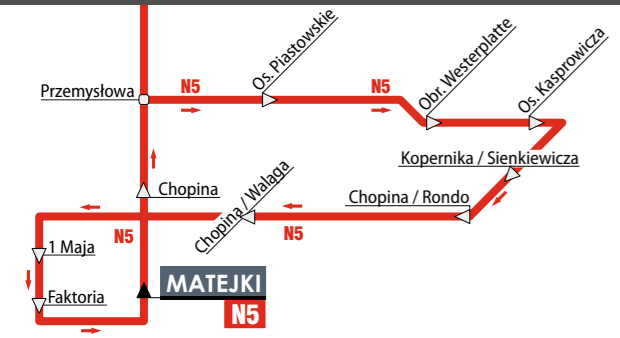 Os. Piastowskie
Obr. Westerplatte
Os. Kasprowicza
Przemysłowa
N5
N5
Kopernika / Sienkiewicza
Chopina
Chopina / Wałąga
Chopina / Rondo
N5
N5
1 Maja
MATEJKI
Faktoria
N5